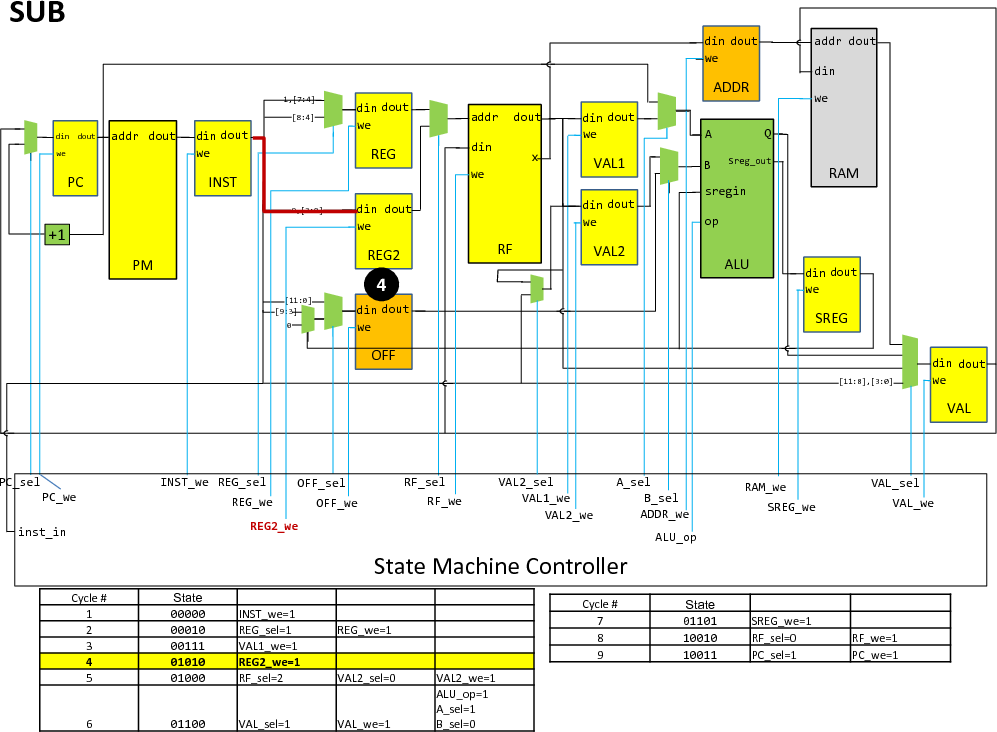 SUB
din dout
we
PC
+1
addr dout
PM
din dout
we
INST
1,[7:4]
[8:4]
din dout
we
REG
din dout
we
REG2
4
[11:0]
0
din dout
we
OFF
addr dout
din
x
we
RF
din dout
we
VAL1
din dout
we
VAL2
din dout
we
ADDR
A
Q
B
Sreg_out
sregin
op
ALU
addr dout
din
we
RAM
din dout
we
SREG
[11:8],[3:0]
din dout
we
VAL
PC_sel
PC_we
INST_we
REG_sel
REG_we
REG2_we
OFF_sel
OFF_we
RF_sel
RF_we
VAL2_sel
VAL1_we
VAL2_we
A_sel
B_sel
ADDR_we
ALU_op
RAM_we
SREG_we
VAL_sel
VAL_we
inst_in
State Machine Controller
Cycle # State
1 00000 INST_we=1
2 00010 REG_sel=1 REG_we=1
3 00111 VAL1_we=1
4 01010 REG2_we=1
5 01000 RF_sel=2 VAL2_sel=0 VAL2_we=1
ALU_op=1
A_sel=1
6 01100 VAL_sel=1 VAL_we=1 B_sel=0
Cycle # State
7 01101 SREG_we=1
8 10010 RF_sel=0 RF_we=1
9 10011 PC_sel=1 PC_we=1